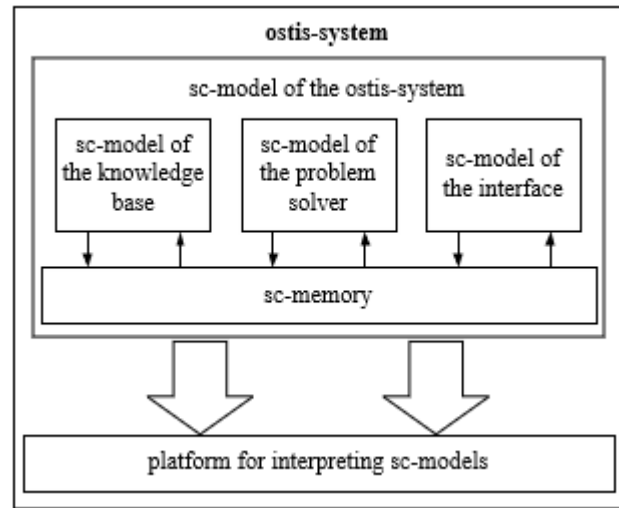 ostis-system
sc-model of the ostis-system
sc-model of
the knowledge
base
sc-model of
the problem
solver
sc-model of
the interface
sc-memory
platform for interpreting sc-models